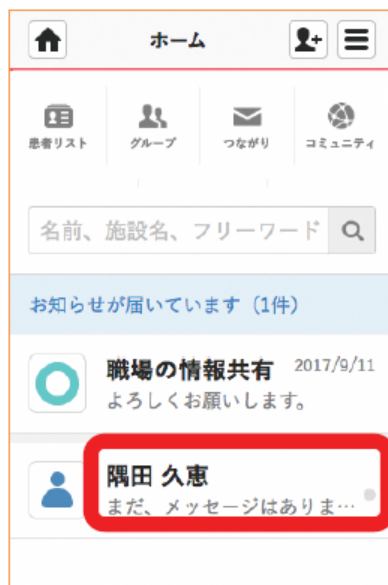 ホーム
患者リスト グループ つながり コミュニティ
名前、施設名、フリーワード
お知らせが届いています（1件）
職場の情報共有 2017/9/11
よろしくお願いします。
隅田 久恵
まだ、メッセージはありま…